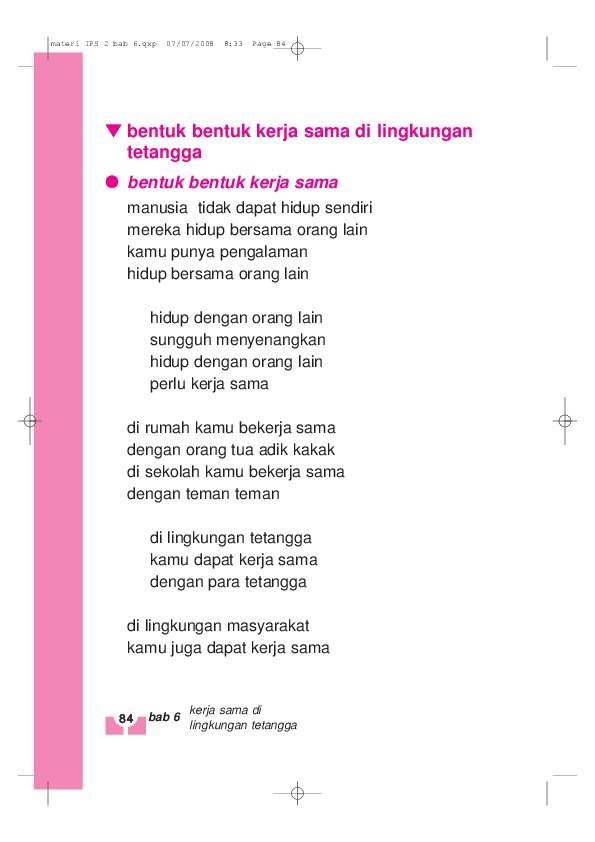 materi IPS 2 bab 6.qxp  07/07/2008  8:33  Page 84
bentuk bentuk kerja sama di lingkungan
tetangga
bentuk bentuk kerja sama
manusia  tidak dapat hidup sendiri
mereka hidup bersama orang lain
kamu punya pengalaman
hidup bersama orang lain
hidup dengan orang lain
sungguh menyenangkan
hidup dengan orang lain
perlu kerja sama
di rumah kamu bekerja sama
dengan orang tua adik kakak
di sekolah kamu bekerja sama
dengan teman teman
di lingkungan tetangga
kamu dapat kerja sama
dengan para tetangga
di lingkungan masyarakat
kamu juga dapat kerja sama
84 bab 6 kerja sama di
lingkungan tetangga